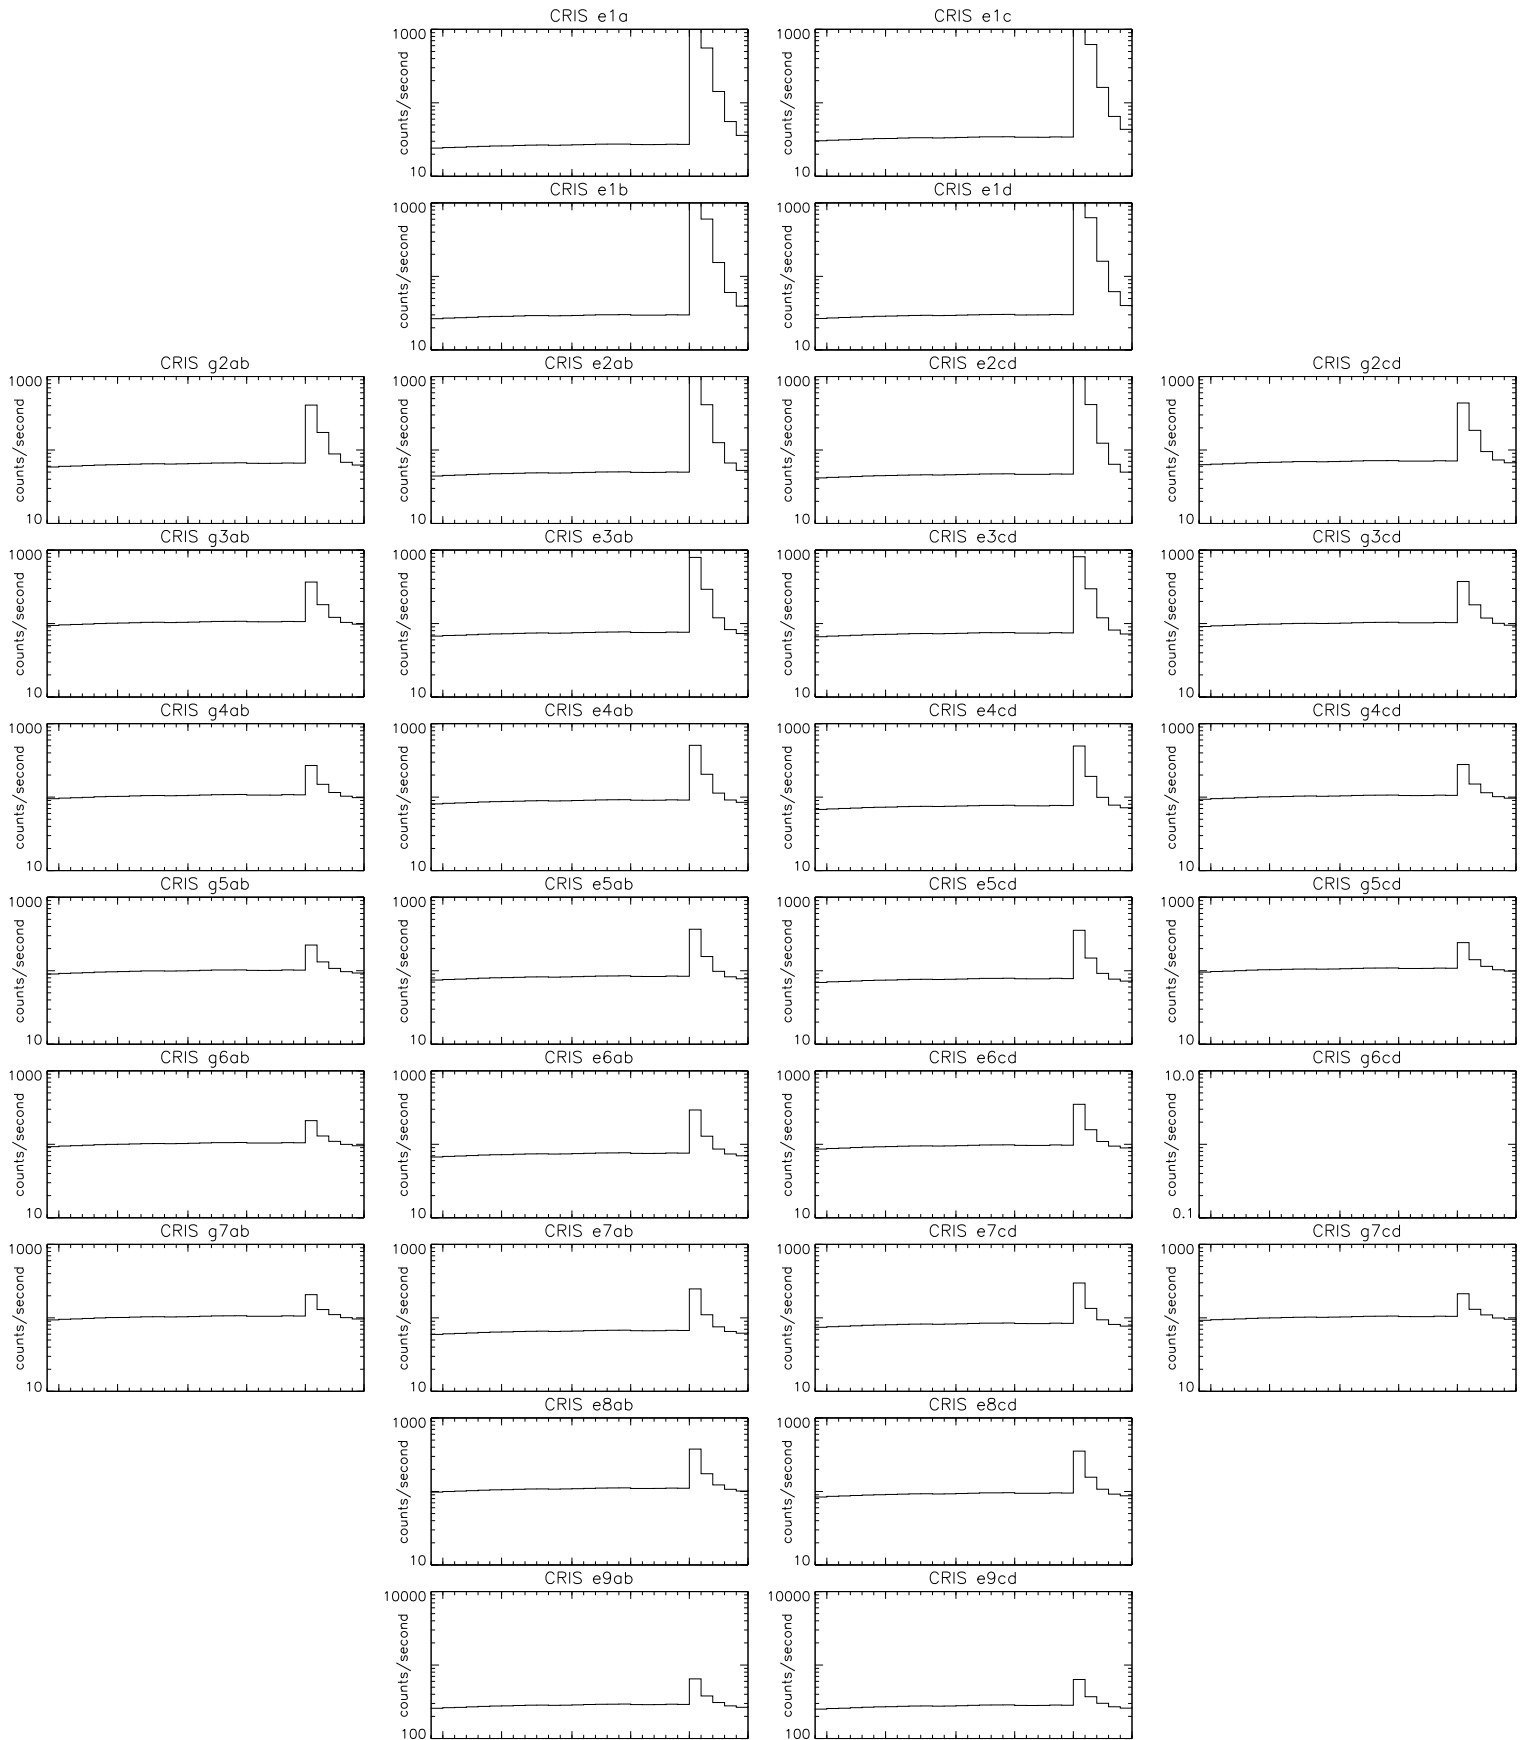 CRIS e1a
CRIS e1c
1000
counts/second
10
1000
counts/second
10
CRIS e1b
CRIS e1d
1000
counts/second
10
1000
counts/second
10
CRIS g2ab
CRIS e2ab
CRIS e2cd
CRIS g2cd
1000
counts/second
10
1000
counts/second
10
1000
counts/second
10
1000
counts/second
10
CRIS g3ab
CRIS e3ab
CRIS e3cd
CRIS g3cd
1000
counts/second
10
1000
counts/second
10
1000
counts/second
10
1000
counts/second
10
CRIS g4ab
CRIS e4ab
CRIS e4cd
CRIS g4cd
1000
counts/second
10
1000
counts/second
10
1000
counts/second
10
1000
counts/second
10
CRIS g5ab
CRIS e5ab
CRIS e5cd
CRIS g5cd
1000
counts/second
10
1000
counts/second
10
1000
counts/second
10
1000
counts/second
10
CRIS g6ab
CRIS e6ab
CRIS e6cd
CRIS g6cd
1000
counts/second
10
1000
counts/second
10
1000
counts/second
10
10.0
counts/second
0.1
CRIS g7ab
CRIS e7ab
CRIS e7cd
CRIS g7cd
1000
counts/second
10
1000
counts/second
10
1000
counts/second
10
1000
counts/second
10
CRIS e8ab
CRIS e8cd
1000
counts/second
10
1000
counts/second
10
CRIS e9ab
CRIS e9cd
10000
counts/second
100
10000
counts/second
100